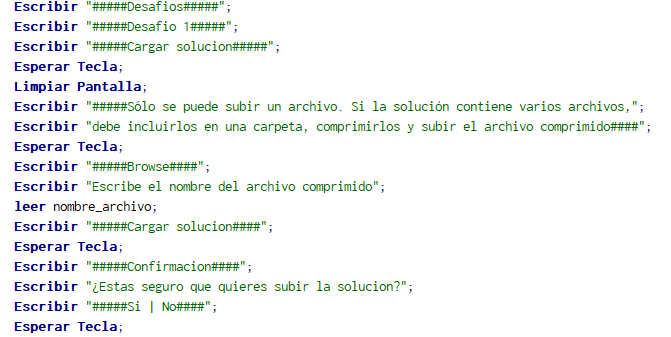 Escribir "#####Desafios#####";
Escribir "#####Desafio 1#####";
Escribir "#####Cargar solucion#####";
Esperar Tecla;
Limpiar Pantalla;
Escribir "#####Sólo se puede subir un archivo. Si la solución contiene varios archivos,";
Escribir "debe incluirlos en una carpeta, comprimirlos y subir el archivo comprimido####";
Esperar Tecla;
Escribir "#####Browse####";
Escribir "Escribe el nombre del archivo comprimido";
leer nombre_archivo;
Escribir "#####Cargar solucion####";
Esperar Tecla;
Escribir "#####Confirmacion####";
Escribir "¿Estas seguro que quieres subir la solucion?";
Escribir "#####Si | No####";
Esperar Tecla;